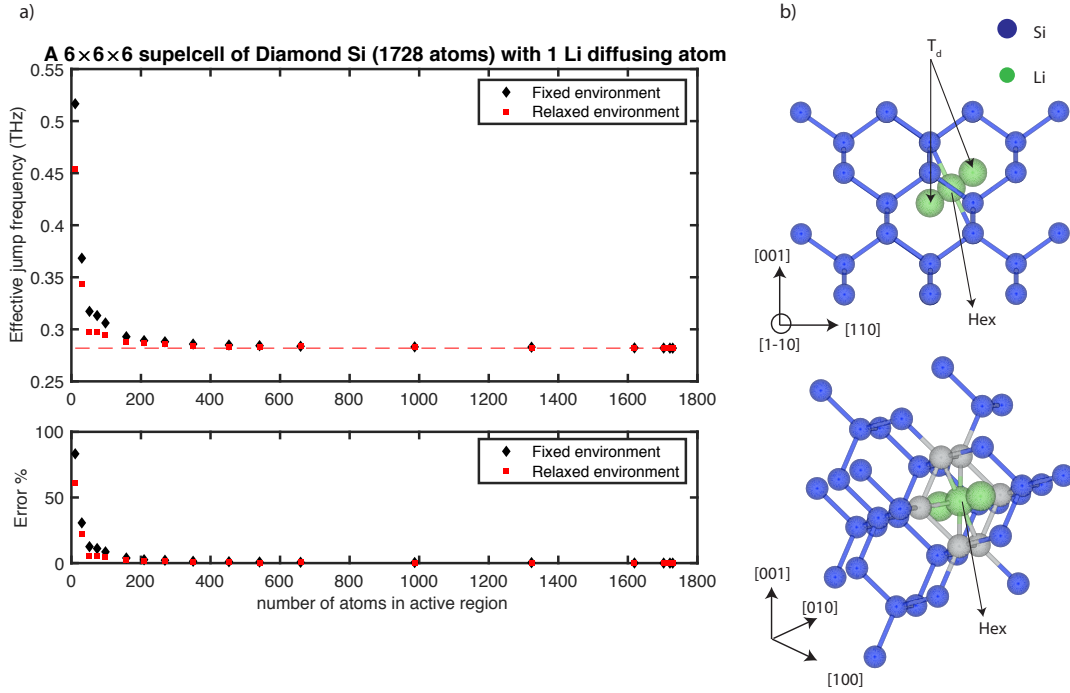 a)
A 6×6×6 supelcell of Diamond Si (1728 atoms) with 1 Li diffusing atom
0.55
0.5
0.45
0.4
0.35
0.3
0.25
Effective jump frequency (THz)
Fixed environment
Relaxed environment
0 200 400 600 800 1000 1200 1400 1600 1800
100
50
0
Error %
Fixed environment
Relaxed environment
0 200 400 600 800 1000 1200 1400 1600 1800
number of atoms in active region
b)
Si
Li
Td
Hex
[001]
[110]
[1-10]
Hex
[001]
[010]
[100]